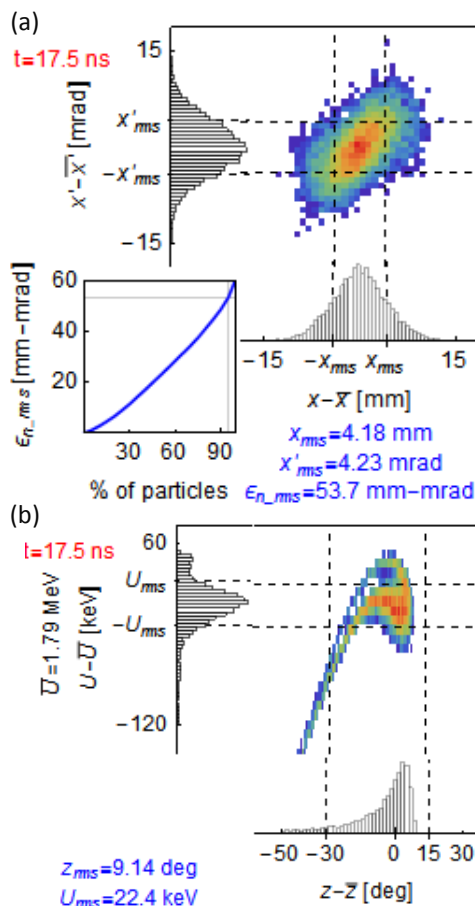 (a)
t=17.5 ns
15
x'rms
-x'rms
-15
x'-x̅' [mrad]
60
40
20
ϵn_rms [mm-mrad]
30 60 90
% of particles
-15 -xrms xrms 15
x-x̅ [mm]
xrms=4.18 mm
x'rms=4.23 mrad
ϵn_rms=53.7 mm-mrad
(b)
t=17.5 ns
60
Urms
-Urms
-120
U̅=1.79 MeV
U-U̅ [keV]
-50 -30 0 15 30
z-z̅ [deg]
zrms=9.14 deg
Urms=22.4 keV